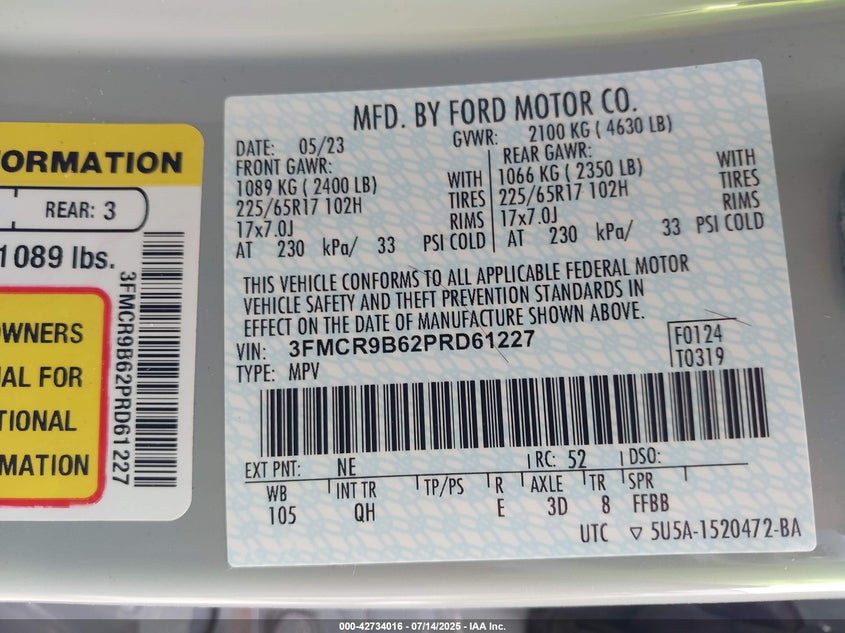 ORMATION
REAR: 3
1089 lbs.
OWNERS
UAL FOR
TIONAL
RMATION
3FMCR9B62PRD61227
MFD. BY FORD MOTOR CO.
DATE: 05/23 GVWR: 2100 KG ( 4630 LB)
FRONT GAWR: REAR GAWR:
1089 KG ( 2400 LB) WITH 1066 KG ( 2350 LB) WITH
225/65R17 102H TIRES 225/65R17 102H TIRES
17x7.0J RIMS 17x7.0J RIMS
AT 230 kPa/ 33 PSI COLD AT 230 kPa/ 33 PSI COLD
THIS VEHICLE CONFORMS TO ALL APPLICABLE FEDERAL MOTOR
VEHICLE SAFETY AND THEFT PREVENTION STANDARDS IN
EFFECT ON THE DATE OF MANUFACTURE SHOWN ABOVE.
VIN: 3FMCR9B62PRD61227 F0124
TYPE: MPV T0319
EXT PNT: NE RC: 52 DSO:
WB INT TR TP/PS R AXLE TR SPR
105 QH E 3D 8 FFBB
UTC ▽ 5U5A-1520472-BA
000-42734016 / 07/14/2025 - IAA Inc.